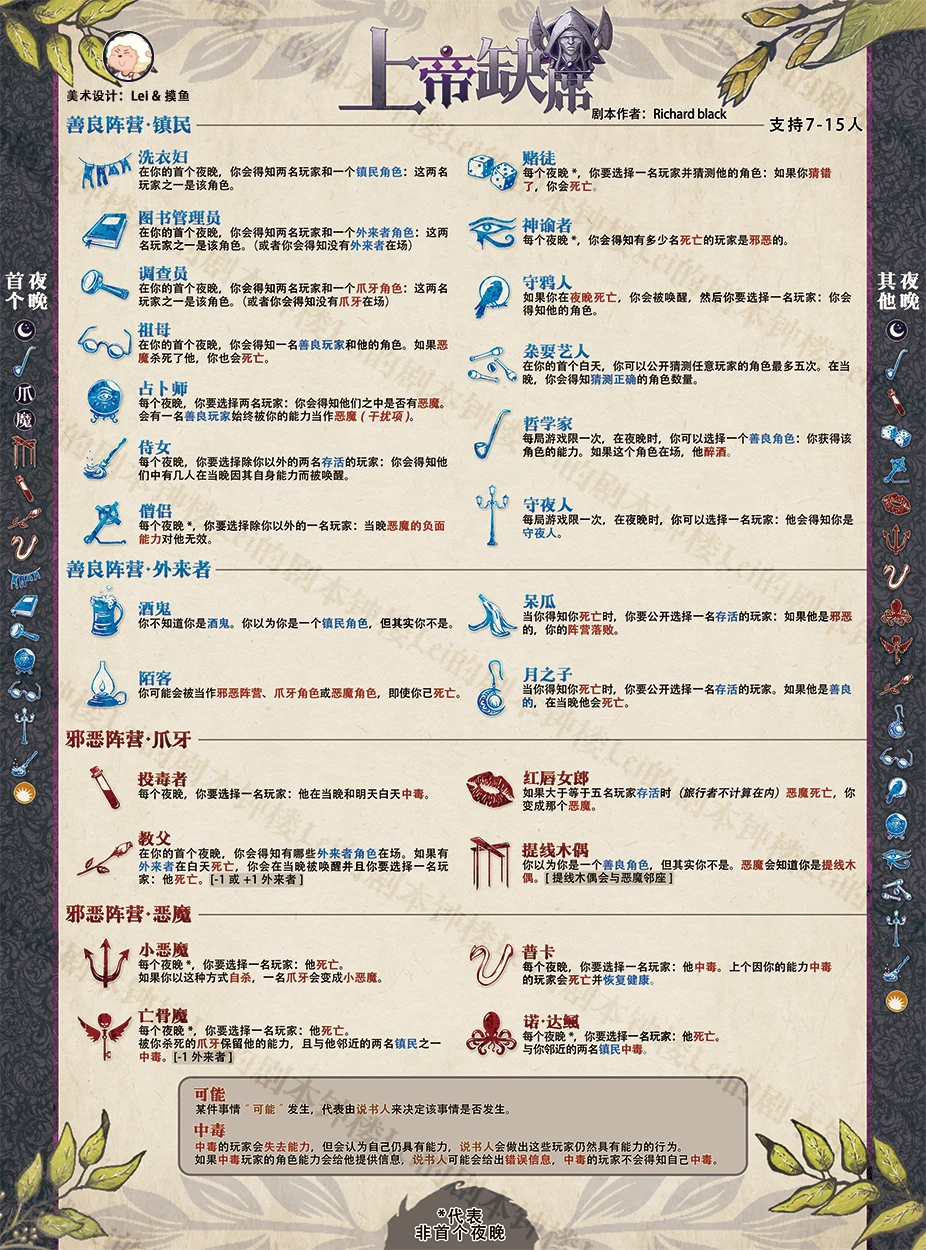 上帝缺席
美术设计：Lei & 摸鱼
剧本作者：Richard black
支持7-15人
善良阵营·镇民
洗衣妇
在你的首个夜晚，你会得知两名玩家和一个镇民角色：这两名
玩家之一是该角色。
图书管理员
在你的首个夜晚，你会得知两名玩家和一个外来者角色：这两
名玩家之一是该角色。（或者你会得知没有外来者在场）
调查员
在你的首个夜晚，你会得知两名玩家和一个爪牙角色：这两名
玩家之一是该角色。（或者你会得知没有爪牙在场）
祖母
在你的首个夜晚，你会得知一名善良玩家和他的角色。如果恶
魔杀死了他，你也会死亡。
占卜师
每个夜晚，你要选择两名玩家：你会得知他们之中是否有恶魔。
会有一名善良玩家始终被你的能力当作恶魔（干扰项）。
侍女
每个夜晚，你要选择除你以外的两名存活的玩家：你会得知他
们中有几人在当晚因其自身能力而被唤醒。
僧侣
每个夜晚*，你要选择除你以外的一名玩家：当晚恶魔的负面
能力对他无效。
赌徒
每个夜晚*，你要选择一名玩家并猜测他的角色：如果你猜错
了，你会死亡。
神谕者
每个夜晚*，你会得知有多少名死亡的玩家是邪恶的。
守鸦人
如果你在夜晚死亡，你会被唤醒，然后你要选择一名玩家：你会
得知他的角色。
杂耍艺人
在你的首个白天，你可以公开猜测任意玩家的角色最多五次。在当
晚，你会得知猜测正确的角色数量。
哲学家
每局游戏限一次，在夜晚时，你可以选择一个善良角色：你获得该
角色的能力。如果这个角色在场，他醉酒。
守夜人
每局游戏限一次，在夜晚时，你可以选择一名玩家：他会得知你是
守夜人。
善良阵营·外来者
酒鬼
你不知道你是酒鬼。你以为你是一个镇民角色，但其实你不是。
陌客
你可能会被当作邪恶阵营、爪牙角色或恶魔角色，即使你已死亡。
呆瓜
当你得知你死亡时，你要公开选择一名存活的玩家：如果他是邪恶
的，你的阵营落败。
月之子
当你得知你死亡时，你要公开选择一名存活的玩家。如果他是善良
的，在当晚他会死亡。
邪恶阵营·爪牙
投毒者
每个夜晚，你要选择一名玩家：他在当晚和明天白天中毒。
教父
在你的首个夜晚，你会得知有哪些外来者角色在场。如果有
外来者在白天死亡，你会在当晚被唤醒并且你要选择一名玩
家：他死亡。[-1 或 +1 外来者]
红唇女郎
如果大于等于五名玩家存活时（旅行者不计算在内）恶魔死亡，你
变成那个恶魔。
提线木偶
你以为你是一个善良角色，但其实你不是。恶魔会知道你是提线木
偶。[提线木偶会与恶魔邻座]
邪恶阵营·恶魔
小恶魔
每个夜晚*，你要选择一名玩家：他死亡。
如果你以这种方式自杀，一名爪牙会变成小恶魔。
亡骨魔
每个夜晚*，你要选择一名玩家：他死亡。
被你杀死的爪牙保留他的能力，且与他邻近的两名镇民之一
中毒。[-1 外来者]
普卡
每个夜晚，你要选择一名玩家：他中毒。上个因你的能力中毒
的玩家会死亡并恢复健康。
诺·达鲺
每个夜晚*，你要选择一名玩家：他死亡。
与你邻近的两名镇民中毒。
可能
某件事情“可能”发生，代表由说书人来决定该事情是否发生。
中毒
中毒的玩家会失去能力，但会认为自己仍具有能力，说书人会做出这些玩家仍然具有能力的行为。
如果中毒玩家的角色能力会给他提供信息，说书人可能会给出错误信息，中毒的玩家不会得知自己中毒。
*代表
非首个夜晚
首个
夜晚
爪
魔
其他
夜晚